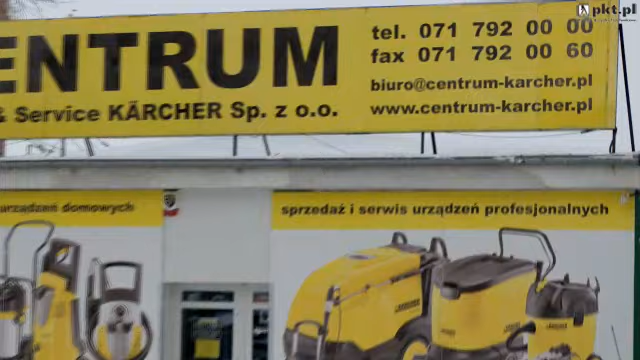 pkt.pl
ENTRUM
tel. 071 792 00 00
fax 071 792 00 60
& Service KÄRCHER Sp. z o.o.
biuro@centrum-karcher.pl
www.centrum-karcher.pl
urządzeń domowych
sprzedaż i serwis urządzeń profesjonalnych